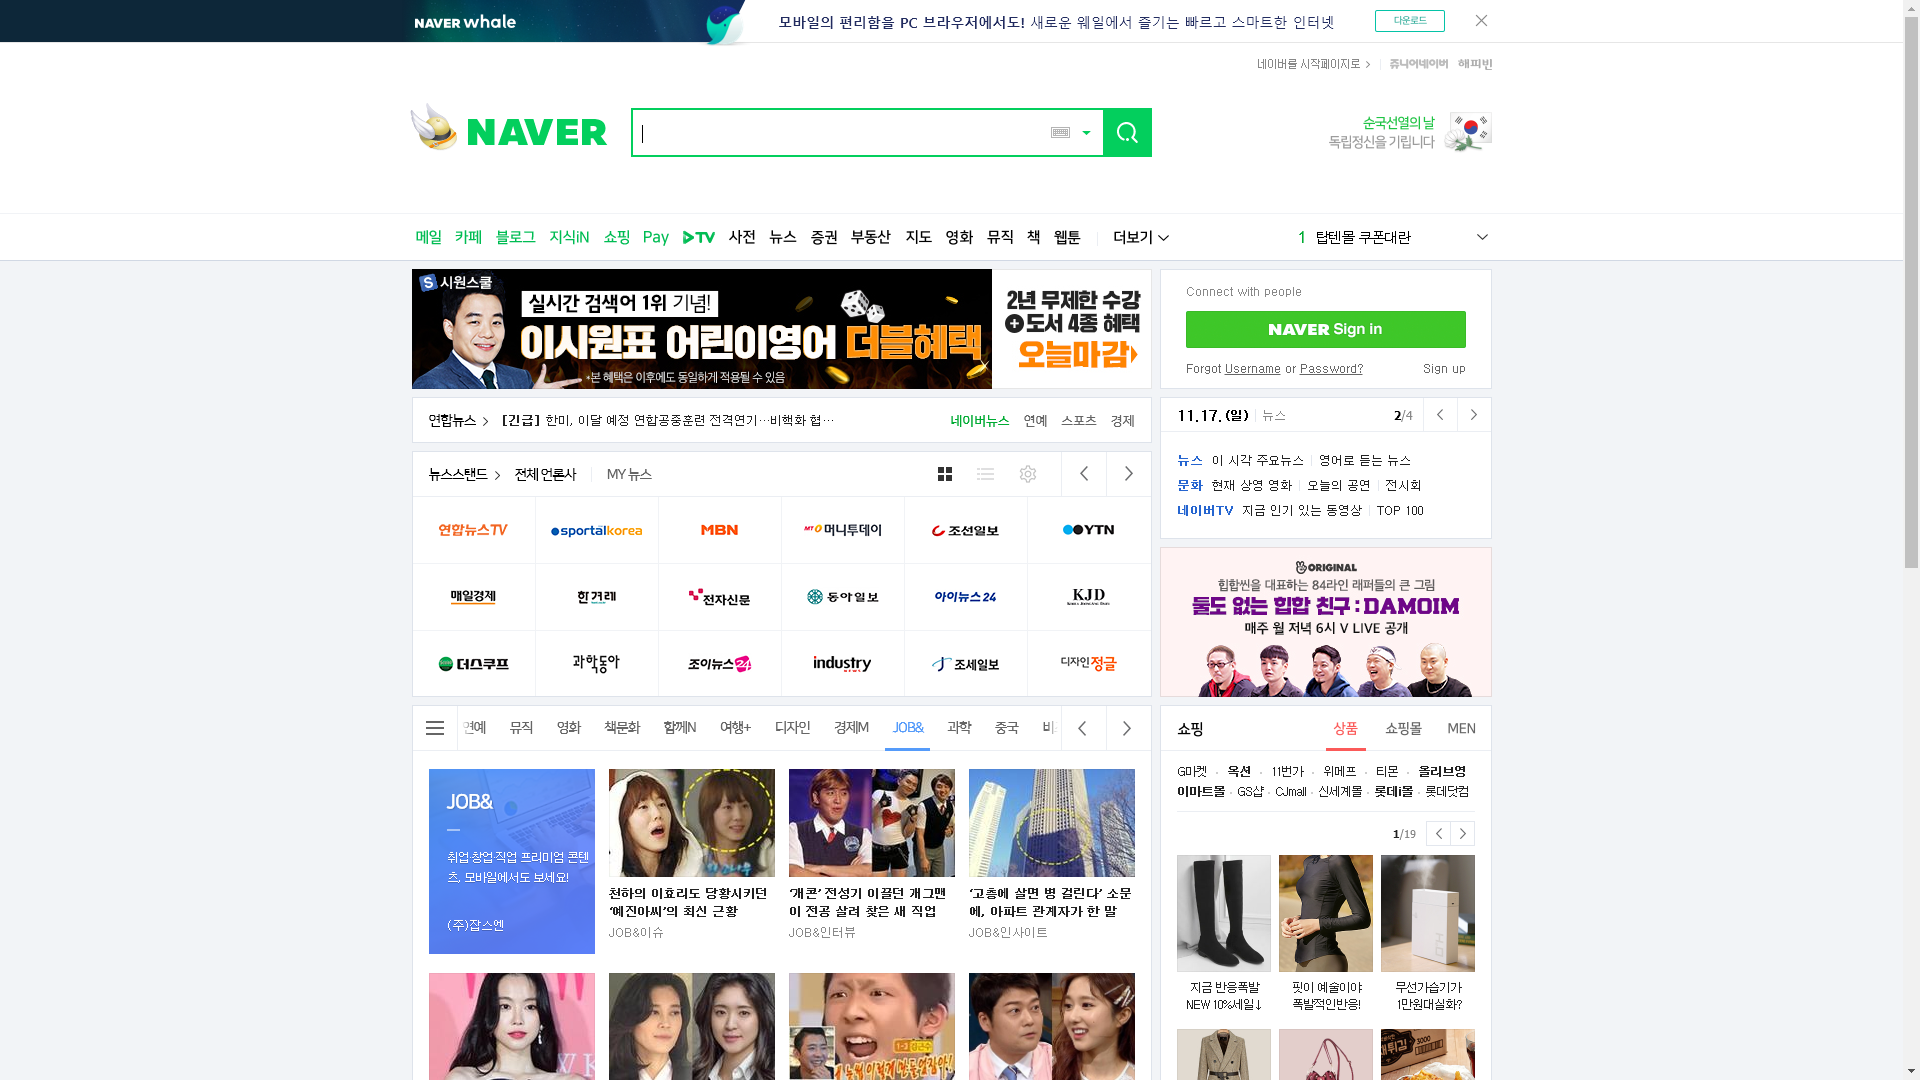 NAVER whale 모바일의 편리함을 PC 브라우저에서도! 새로운 웨일에서 즐기는 빠르고 스마트한 인터넷 다운로드
네이버를 시작페이지로 쥬니어네이버 해피빈
NAVER
순국선열의 날
독립정신을 기립니다
메일 카페 블로그 지식iN 쇼핑 Pay TV 사전 뉴스 증권 부동산 지도 영화 뮤직 책 웹툰 더보기 1 탑텐몰 쿠폰대란
S 시원스쿨
실시간 검색어 1위 기념!
이시원표 어린이영어 더블혜택
*본 혜택은 이후에도 동일하게 적용될 수 있음
2년 무제한 수강
+도서 4종 혜택
오늘마감
Connect with people
NAVER Sign in
Forgot Username or Password? Sign up
연합뉴스 [긴급] 한미, 이달 예정 연합공중훈련 전격연기…비핵화 협… 네이버뉴스 연예 스포츠 경제
11.17.(일) 뉴스 2/4
뉴스 이 시각 주요뉴스 영어로 듣는 뉴스
문화 현재 상영 영화 오늘의 공연 전시회
네이버TV 지금 인기 있는 동영상 TOP 100
뉴스스탠드 전체 언론사 MY 뉴스
연합뉴스TV sportalkorea MBN MT 머니투데이 조선일보 YTN
매일경제 한겨레 전자신문 동아일보 아이뉴스24 KJD
더스쿠프 과학동아 조이뉴스24 industry 조세일보 디자인정글
ORIGINAL
힙합씬을 대표하는 84라인 래퍼들의 큰 그림
둘도 없는 힙합 친구 : DAMOIM
매주 월 저녁 6시 V LIVE 공개
연예 뮤직 영화 책문화 함께N 여행+ 디자인 경제M JOB& 과학 중국
JOB&
취업·창업·직업 프리미엄 콘텐
츠, 모바일에서도 보세요!
(주)잡스엔
천하의 이효리도 당황시키던
‘예진아씨’의 최신 근황
JOB&이슈
‘개콘’ 전성기 이끌던 개그맨
이 전공 살려 찾은 새 직업
JOB&인터뷰
‘고층에 살면 병 걸린다’ 소문
에, 아파트 관계자가 한 말
JOB&인사이트
쇼핑 상품 쇼핑몰 MEN
G마켓 · 옥션 · 11번가 · 위메프 · 티몬 · 올리브영
이마트몰 · GS샵 · CJmall · 신세계몰 · 롯데i몰 · 롯데닷컴
1/19
지금 반응폭발
NEW 10%세일↓
핏이 예술이야
폭발적인반응!
무선가습기가
1만원대실화?